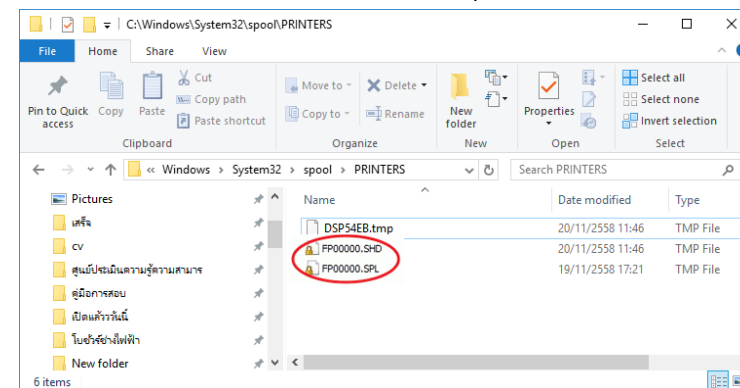 C:\Windows\System32\spool\PRINTERS
File Home Share View
Pin to Quick access
Copy
Paste
Cut
Copy path
Paste shortcut
Clipboard
Move to
Copy to
Delete
Rename
Organize
New folder
New
Properties
Open
Select all
Select none
Invert selection
Select
« Windows › System32 › spool › PRINTERS
Search PRINTERS
Name Date modified Type
Pictures
เสร็จ
cv
ศูนย์ประเมินความรู้ความสามาร
คู่มือการสอบ
เปิดแล้ววันนี้
โบชัวร์ช่างไฟฟ้า
New folder
DSP54EB.tmp 20/11/2558 11:46 TMP File
FP00000.SHD 20/11/2558 11:46 TMP File
FP00000.SPL 19/11/2558 17:21 TMP File
6 items